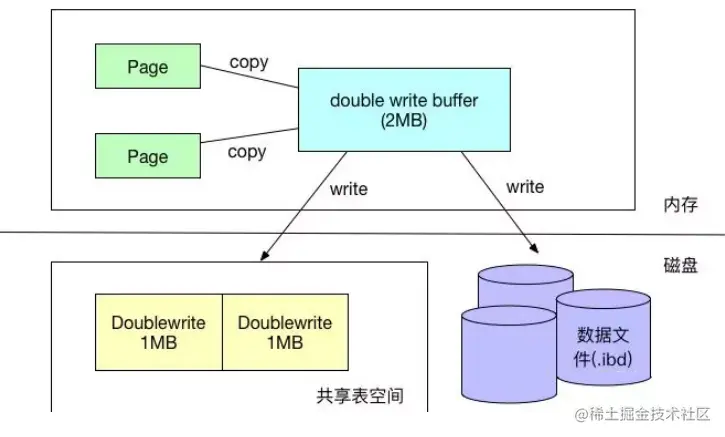 Page
copy
double write buffer
(2MB)
Page
copy
write
write
内存
磁盘
Doublewrite
1MB
Doublewrite
1MB
数据文
件(.ibd)
共享表空间
@稀土掘金技术社区